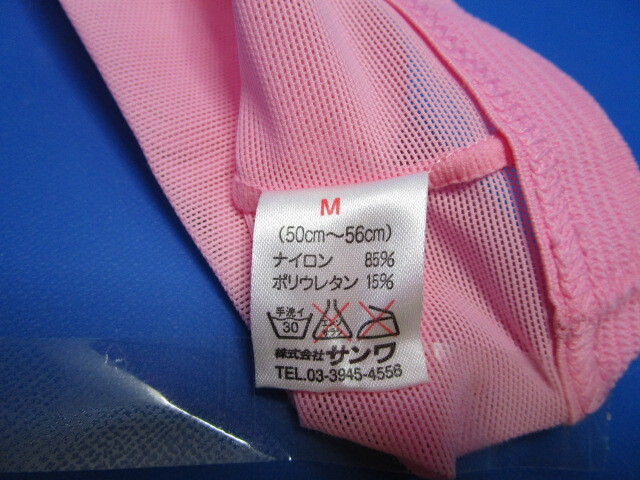 M
(50cm～56cm)
ナイロン 85%
ポリウレタン 15%
手洗イ
30
株式会社サンワ
TEL.03-3945-4556